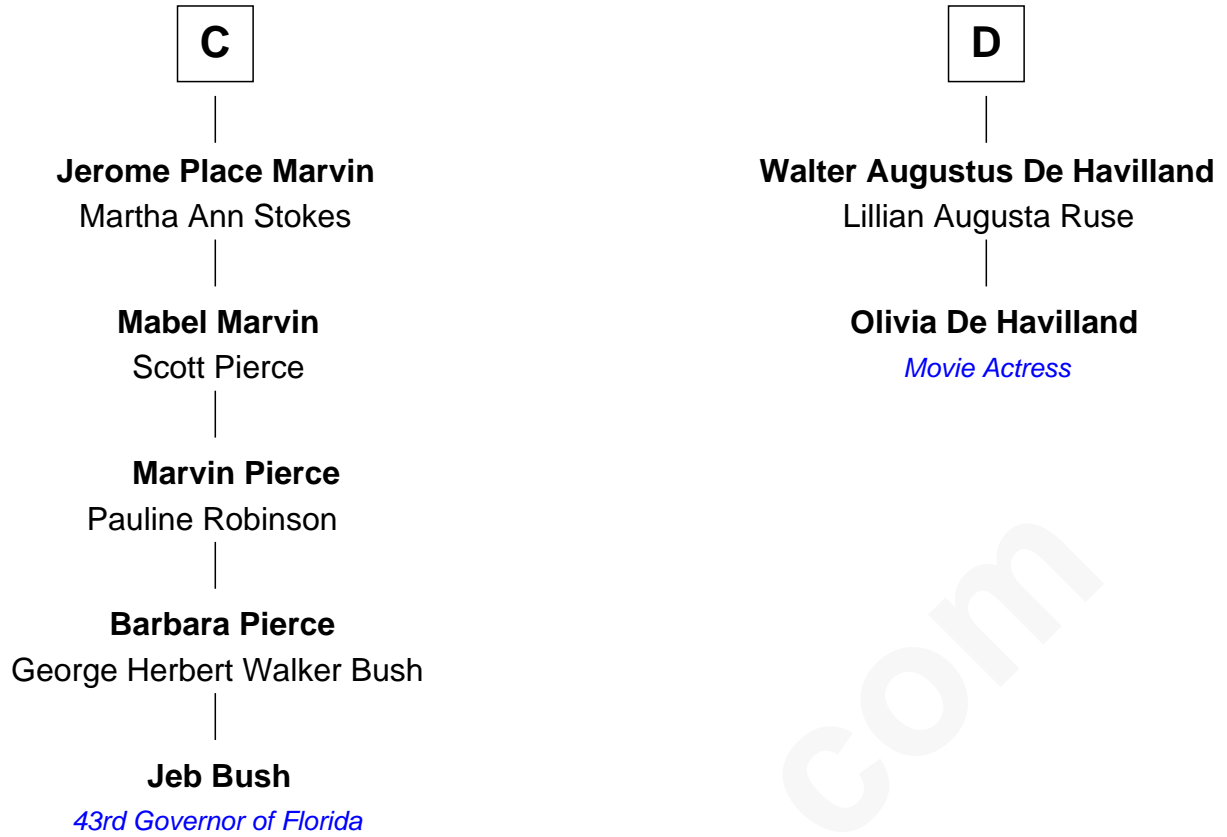 C
Jerome Place Marvin
Martha Ann Stokes
Mabel Marvin
Scott Pierce
Marvin Pierce
Pauline Robinson
Barbara Pierce
George Herbert Walker Bush
Jeb Bush
43rd Governor of Florida
D
Walter Augustus De Havilland
Lillian Augusta Ruse
Olivia De Havilland
Movie Actress
com